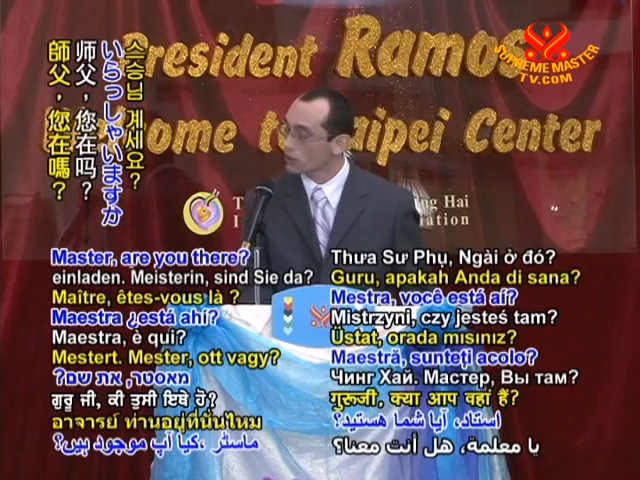 President Ramos
ome to aipei Center
SUPREME MASTER
TV.COM
師父，您在嗎？
师父，您在吗？
いらっしゃいますか
스승님 계세요?
ng Hai
iation
Master, are you there?
einladen. Meisterin, sind Sie da?
Maître, êtes-vous là ?
Maestra ¿está ahí?
Maestra, è qui?
Mestert. Mester, ott vagy?
מאסטר, את שם?
ਗੁਰੂ ਜੀ, ਕੀ ਤੁਸੀ ਇਥੇ ਹੋ?
อาจารย์ ท่านอยู่ที่นั่นไหม
ماسٹر ،کیا آپ موجود ہیں؟
Thưa Sư Phụ, Ngài ở đó?
Guru, apakah Anda di sana?
Mestra, você está aí?
Mistrzyni, czy jesteś tam?
Üstat, orada mısınız?
Maestră, sunteți acolo?
Чинг Хай. Мастер, Вы там?
गुरूजी, क्या आप वहां हैं?
استاد، آیا شما هستید؟
يا معلمة، هل أنت معنا؟